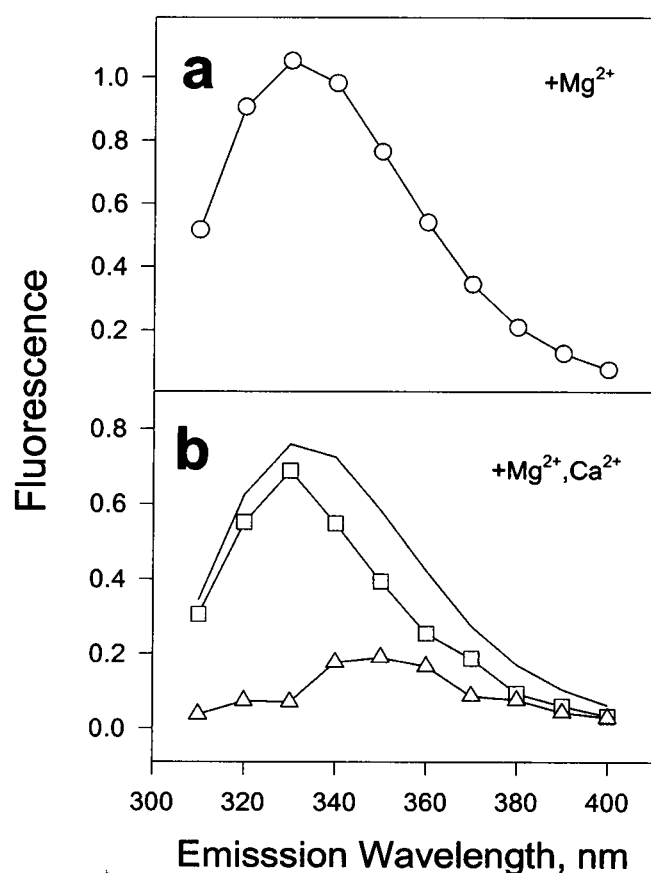 a
+Mg²⁺
1.0
0.8
0.6
0.4
0.2
Fluorescence
b
+Mg²⁺,Ca²⁺
0.8
0.6
0.4
0.2
0.0
300 320 340 360 380 400
Emisssion Wavelength, nm